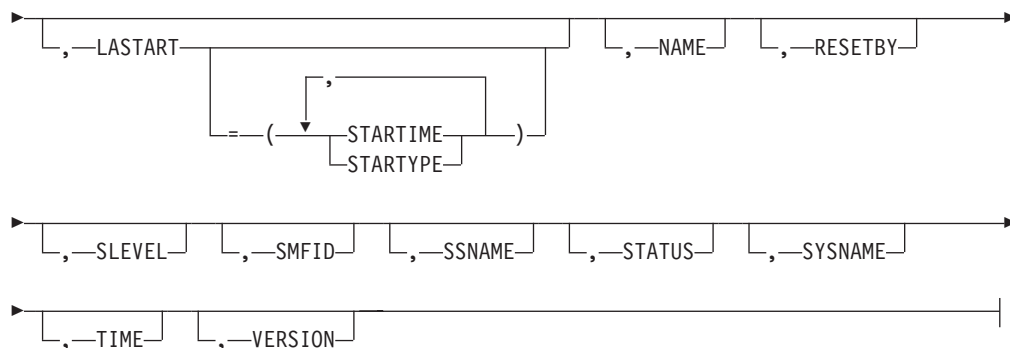 , LASTART , NAME , RESETBY
,
= ( STARTIME )
STARTYPE
, SLEVEL , SMFID , SSNAME , STATUS , SYSNAME
, TIME , VERSION